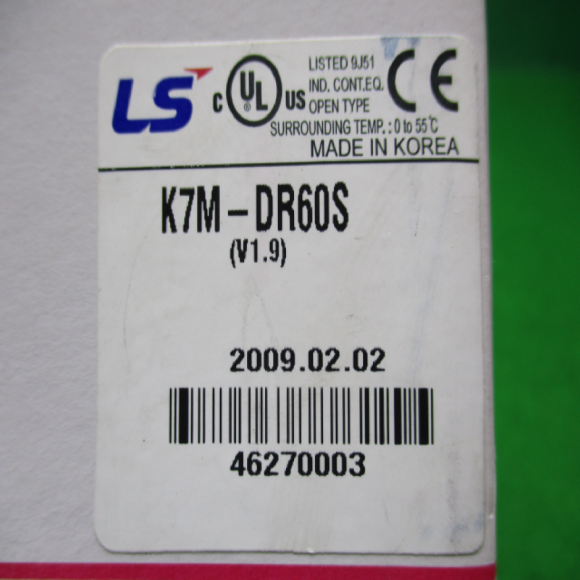 LS
c UL ® US
LISTED 9J51
IND. CONT.EQ.
OPEN TYPE
CE
SURROUNDING TEMP.: 0 to 55℃
MADE IN KOREA
K7M-DR60S
(V1.9)
2009.02.02
46270003